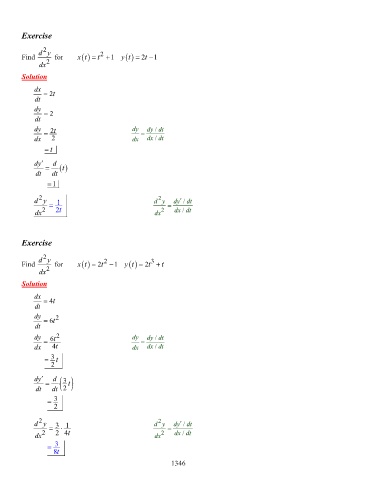 Exercise
Find d²y/dx² for x(t) = t² + 1 y(t) = 2t − 1
Solution
dx/dt = 2t
dy/dt = 2
dy/dx = 2t/2 dy/dx = (dy/dt)/(dx/dt)
= t
dy′/dt = d/dt (t)
= 1
d²y/dx² = 1/2t d²y/dx² = (dy′/dt)/(dx/dt)
Exercise
Find d²y/dx² for x(t) = 2t² − 1 y(t) = 2t³ + t
Solution
dx/dt = 4t
dy/dt = 6t²
dy/dx = 6t²/4t dy/dx = (dy/dt)/(dx/dt)
= 3/2 t
dy′/dt = d/dt (3/2 t)
= 3/2
d²y/dx² = 3/2 · 1/4t d²y/dx² = (dy′/dt)/(dx/dt)
= 3/8t
1346